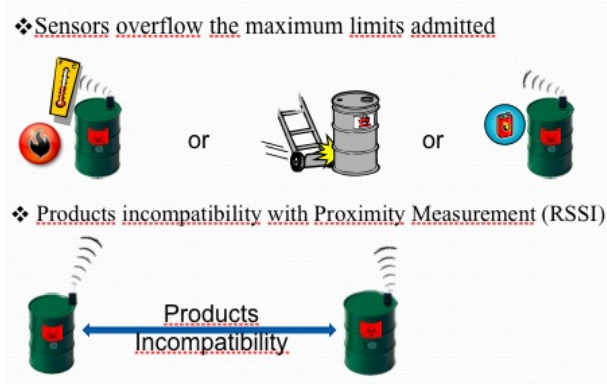 ❖Sensors overflow the maximum limits admitted
or or
❖ Products incompatibility with Proximity Measurement (RSSI)
Products
Incompatibility